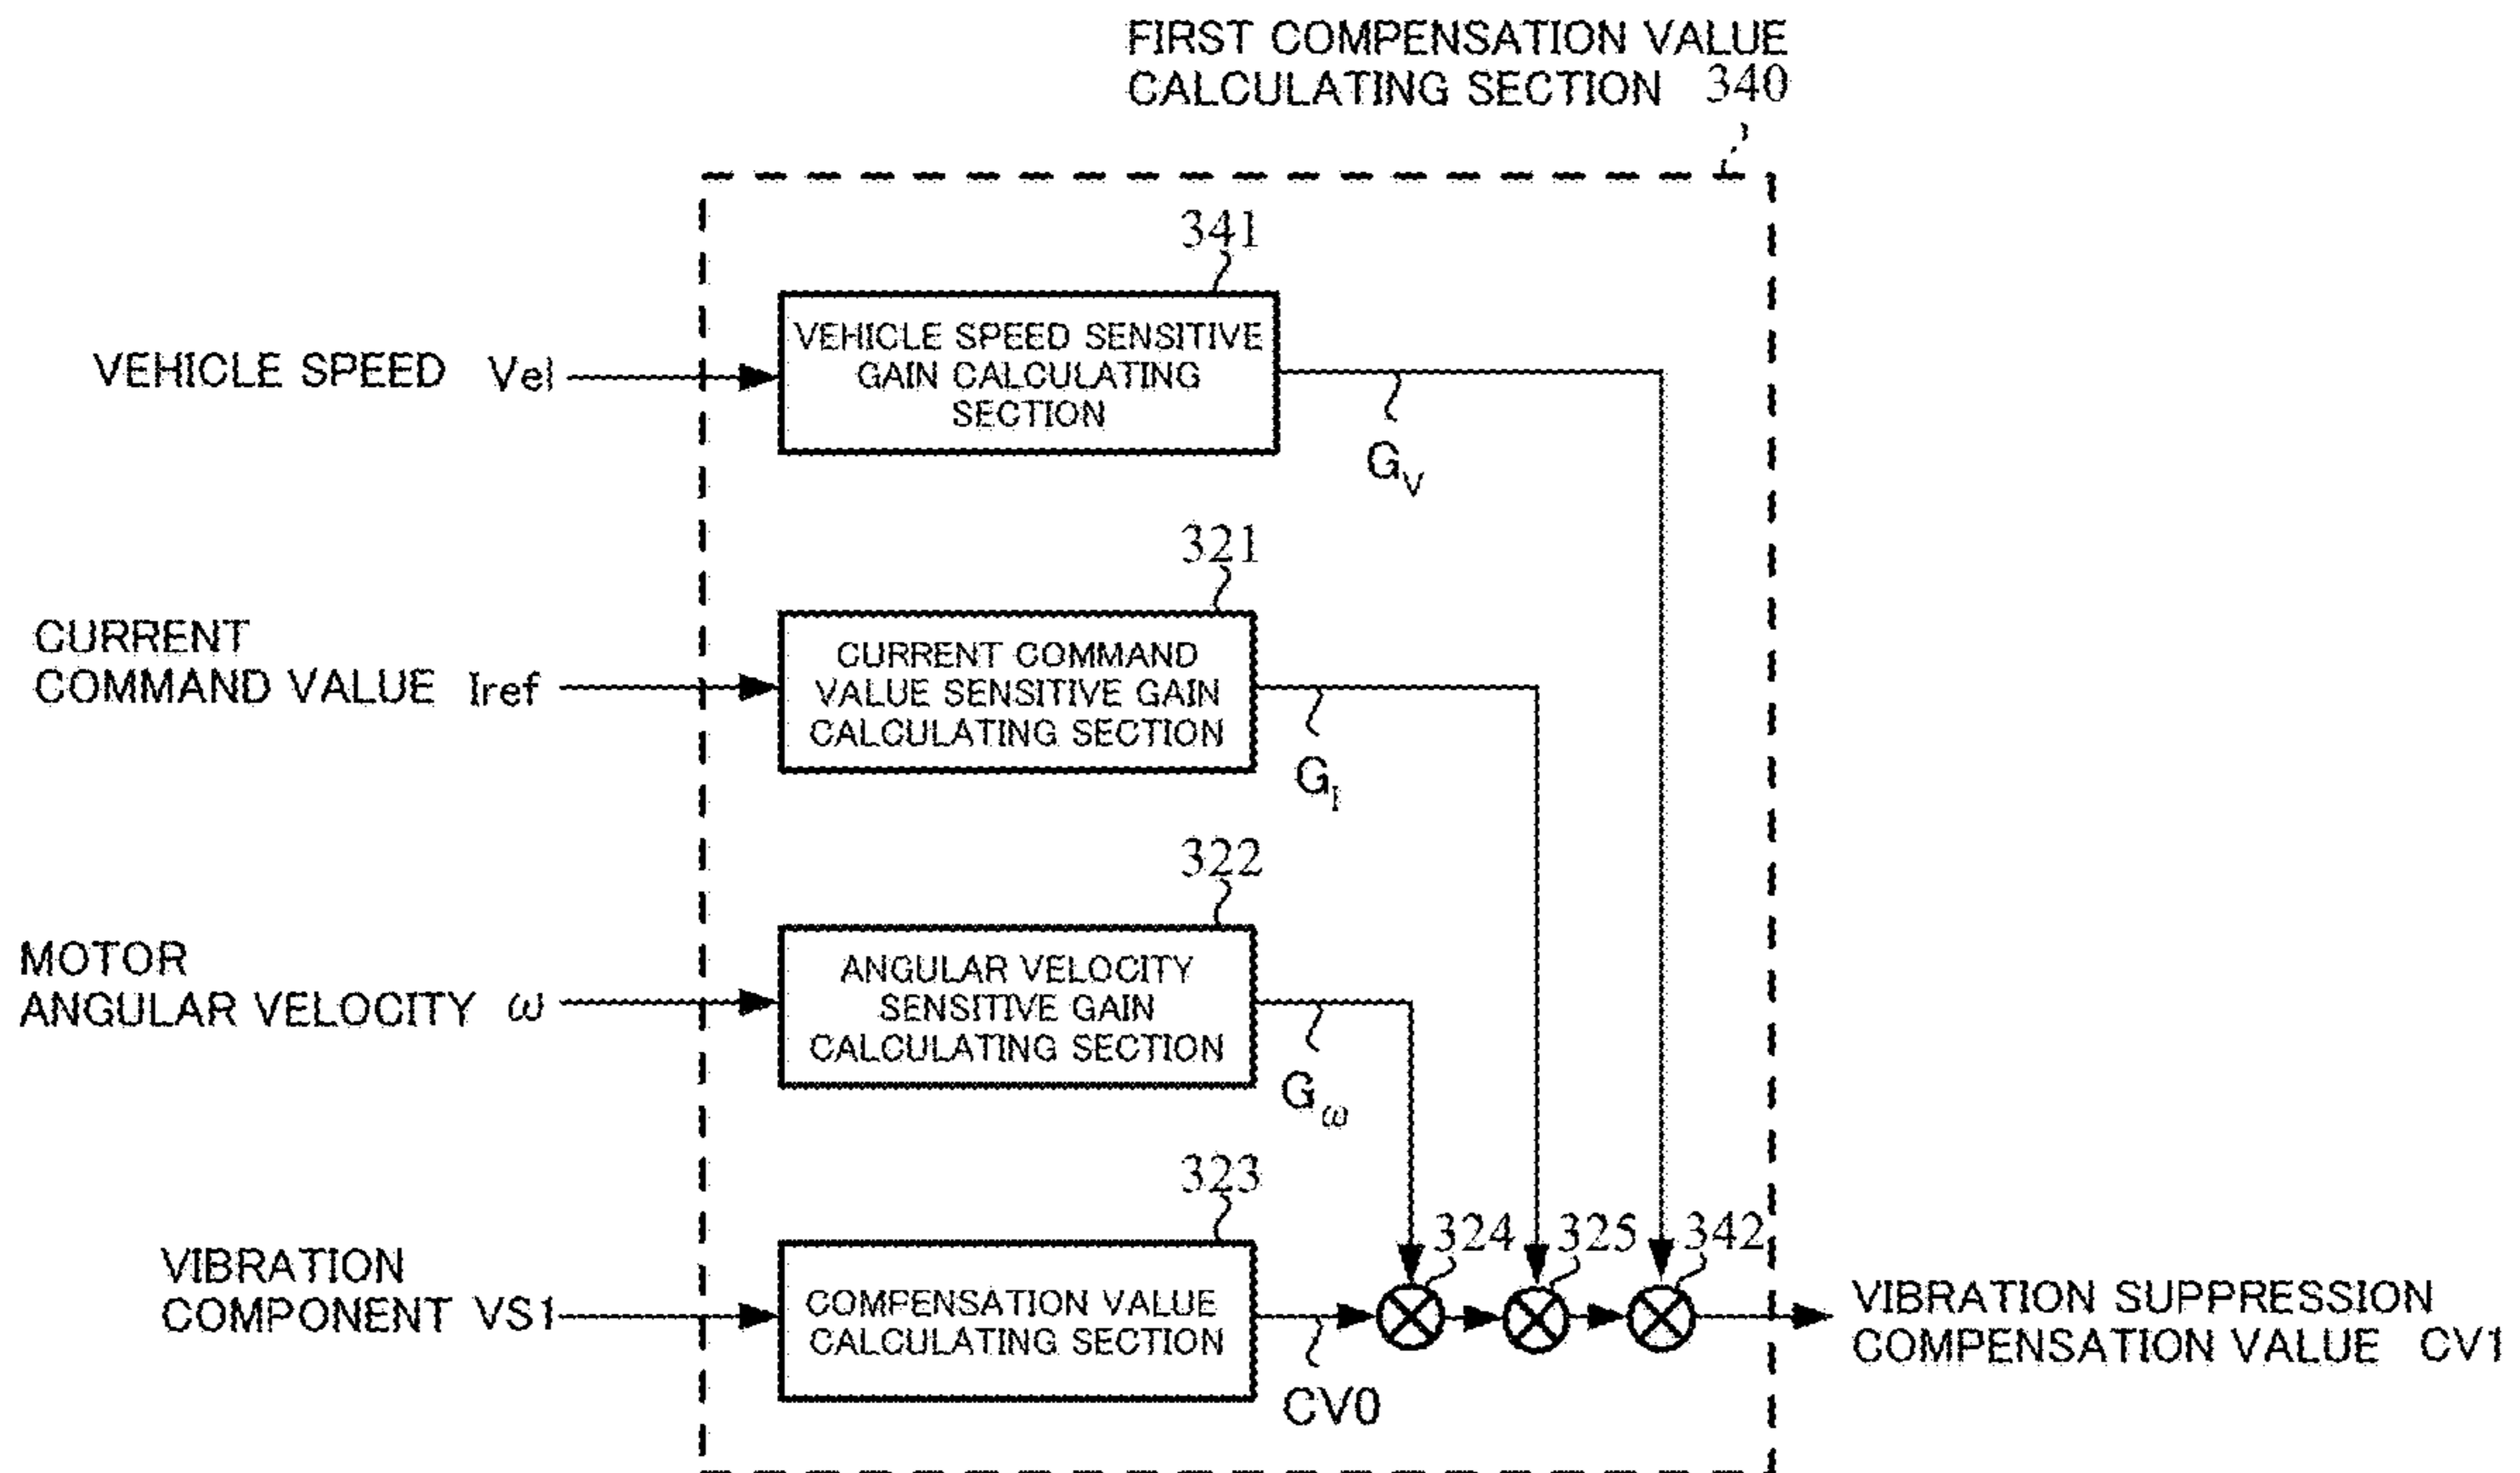 FIRST COMPENSATION VALUE
CALCULATING SECTION 340
341
VEHICLE SPEED Vel
VEHICLE SPEED SENSITIVE
GAIN CALCULATING
SECTION
G_V
321
CURRENT
COMMAND VALUE Iref
CURRENT COMMAND
VALUE SENSITIVE GAIN
CALCULATING SECTION
G_I
322
MOTOR
ANGULAR VELOCITY ω
ANGULAR VELOCITY
SENSITIVE GAIN
CALCULATING SECTION
G_ω
323
324 325 342
VIBRATION
COMPONENT VS1
COMPENSATION VALUE
CALCULATING SECTION
CV0
VIBRATION SUPPRESSION
COMPENSATION VALUE CV1